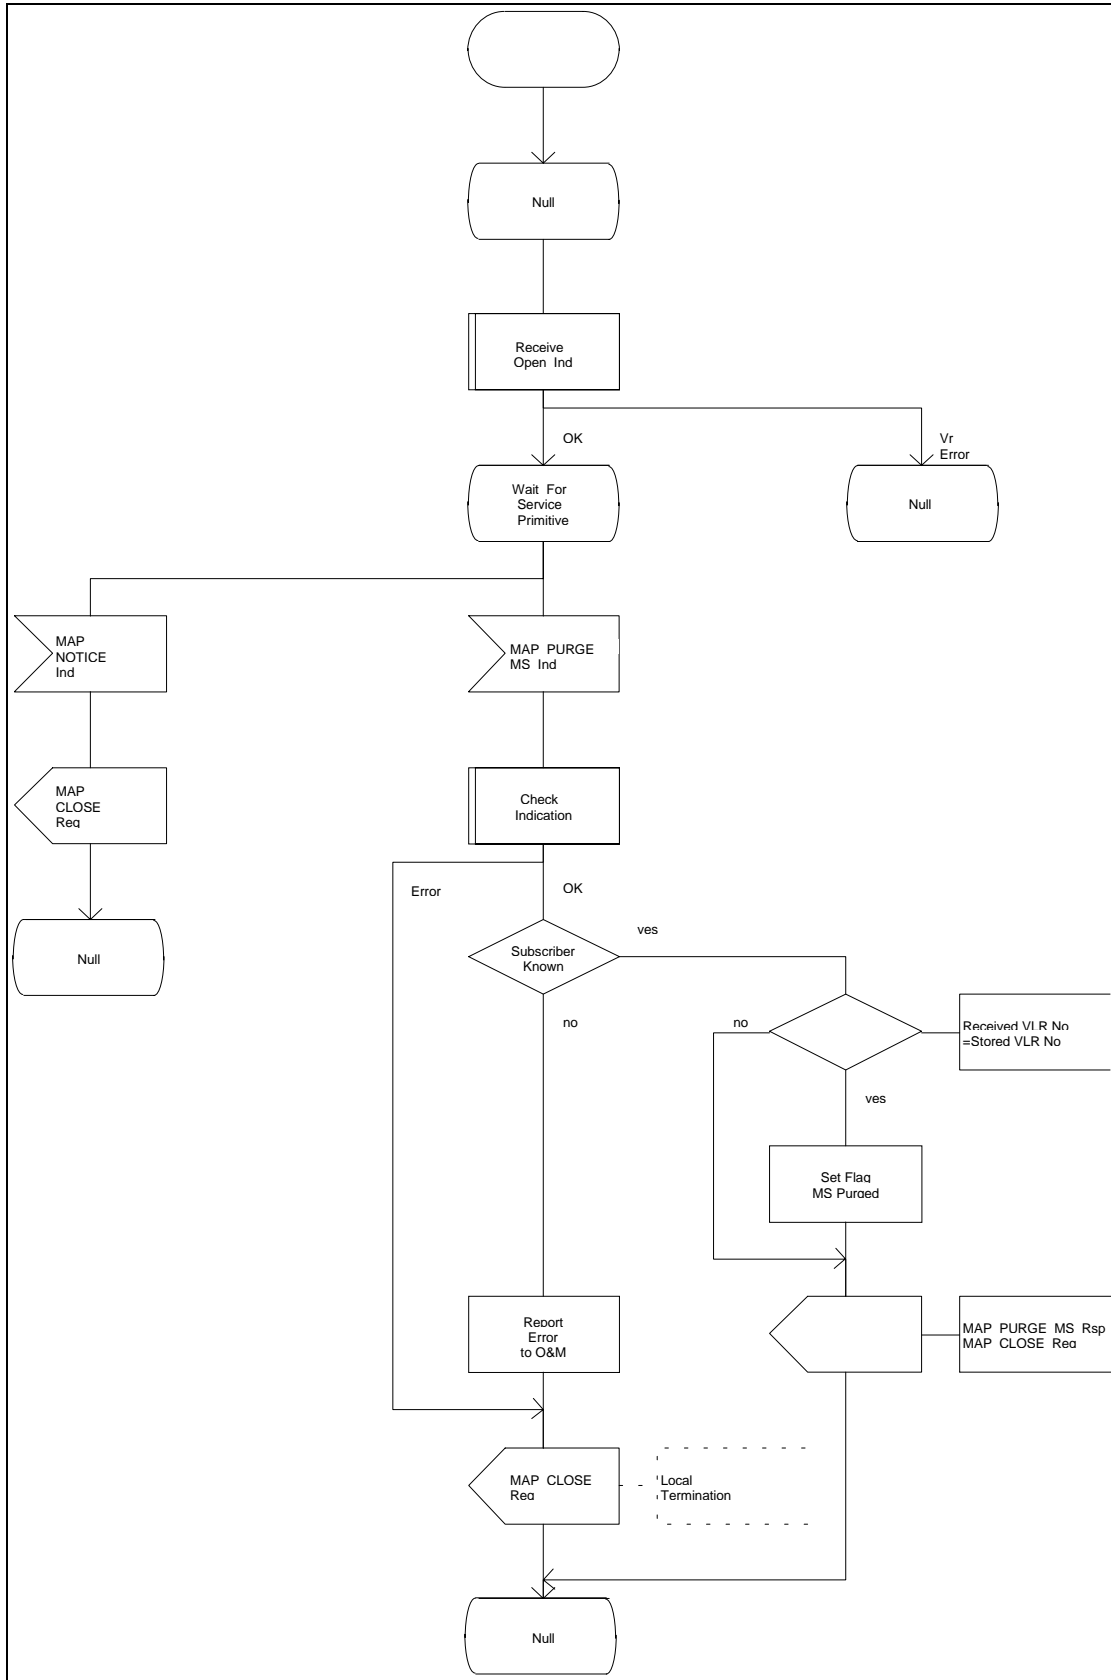 Null
Receive
Open Ind
OK
Vr
Error
Wait For
Service
Primitive
Null
MAP
NOTICE
Ind
MAP PURGE
MS Ind
MAP
CLOSE
Req
Check
Indication
Error
OK
Null
Subscriber
Known
yes
no
no
Received VLR No
=Stored VLR No
yes
Set Flag
MS Purged
Report
Error
to O&M
MAP PURGE MS Rsp
MAP CLOSE Req
MAP CLOSE
Req
Local
Termination
Null